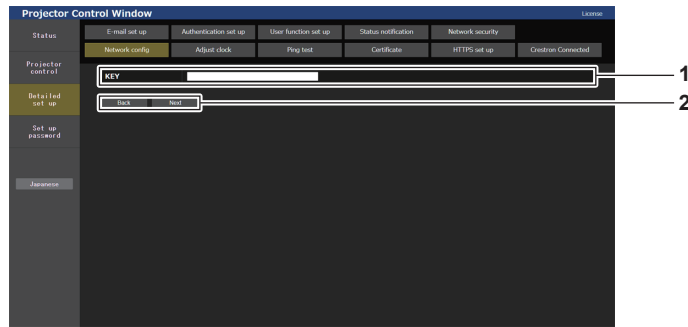 Projector Control Window
License
Status
E-mail set up
Authentication set up
User function set up
Status notification
Network security
Network config
Adjust clock
Ping test
Certificate
HTTPS set up
Crestron Connected
Projector
control
KEY
1
Detailed
set up
Back
Next
2
Set up
password
Japanese